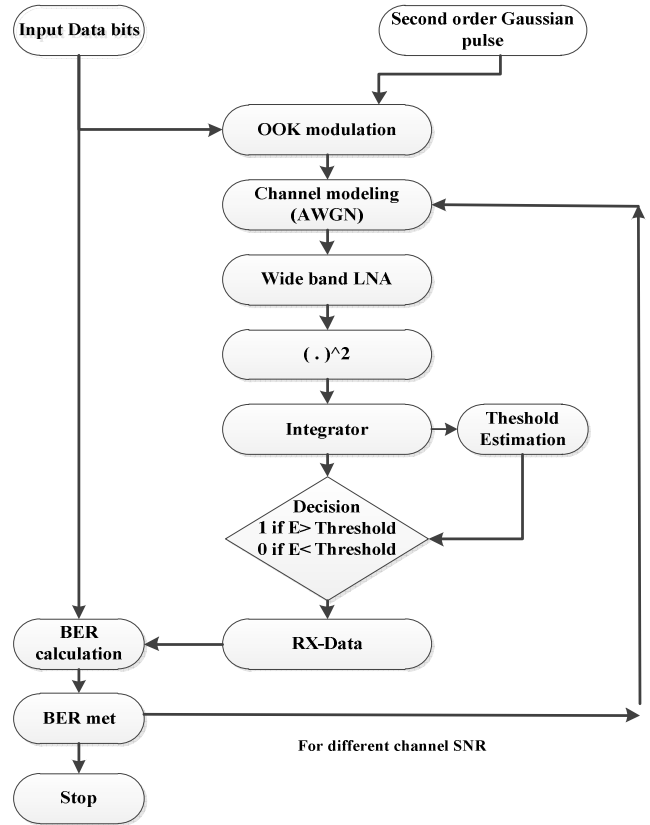 Input Data bits
Second order Gaussian
pulse
OOK modulation
Channel modeling
(AWGN)
Wide band LNA
( . )^2
Integrator
Theshold
Estimation
Decision
1 if E> Threshold
0 if E< Threshold
BER
calculation
RX-Data
BER met
For different channel SNR
Stop